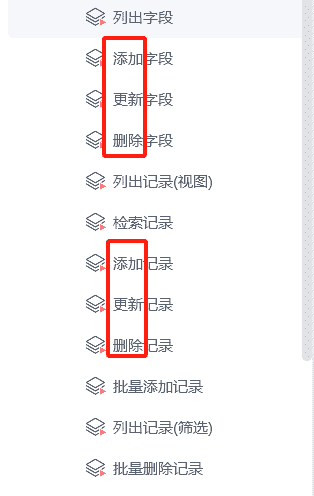 列出字段
添加字段
更新字段
删除字段
列出记录(视图)
检索记录
添加记录
更新记录
删除记录
批量添加记录
列出记录(筛选)
批量删除记录